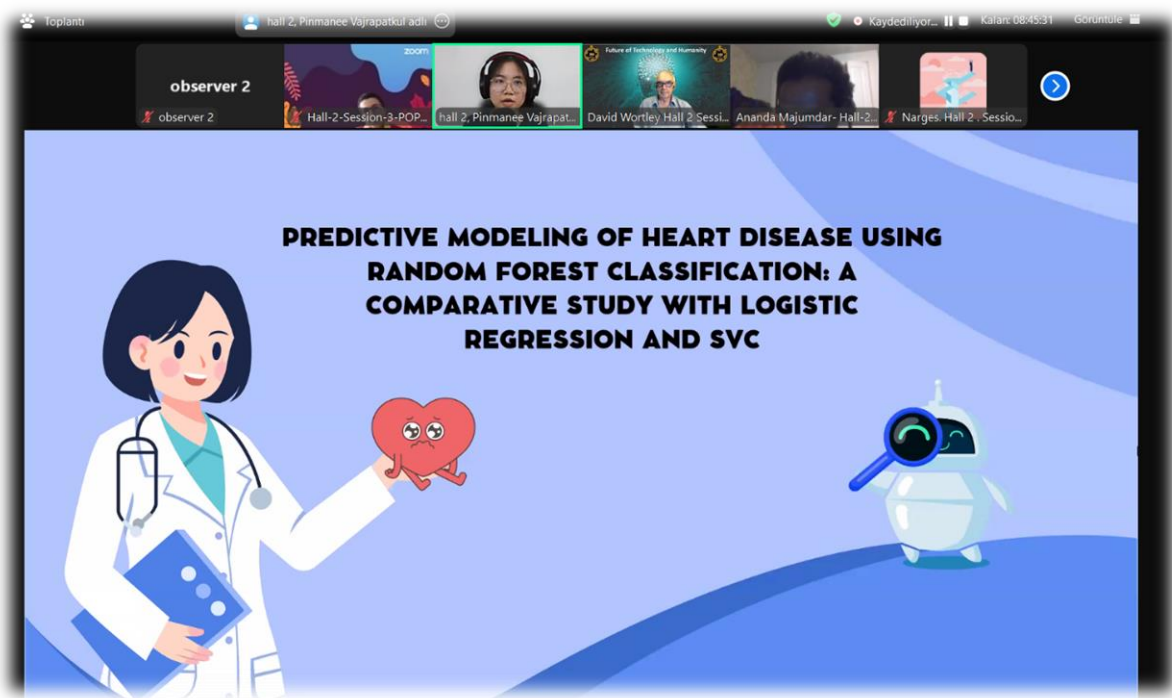 Toplantı
hall 2, Pinmanee Vajrapatkul adlı
Kaydediliyor...
Kalan: 08:45:31
Görüntüle
observer 2
observer 2
zoom
Hall-2-Session-3-POP...
hall 2, Pinmanee Vajrapat...
Future of Technology and Humanity
David Wortley Hall 2 Sessi...
Ananda Majumdar- Hall-2...
Narges. Hall 2 . Sessio...
PREDICTIVE MODELING OF HEART DISEASE USING
RANDOM FOREST CLASSIFICATION: A
COMPARATIVE STUDY WITH LOGISTIC
REGRESSION AND SVC